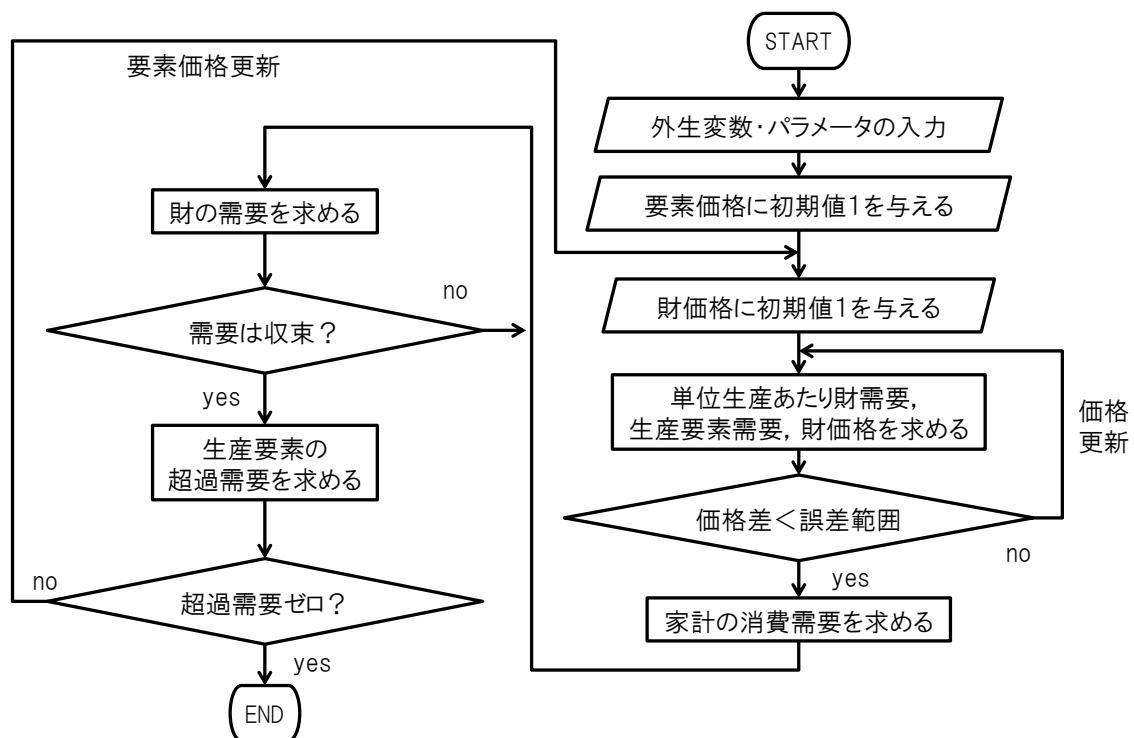 START
外生変数・パラメータの入力
要素価格に初期値1を与える
財価格に初期値1を与える
単位生産あたり財需要,
生産要素需要, 財価格を求める
価格
更新
価格差<誤差範囲
no
yes
家計の消費需要を求める
財の需要を求める
需要は収束?
no
yes
生産要素の
超過需要を求める
超過需要ゼロ?
no
要素価格更新
yes
END